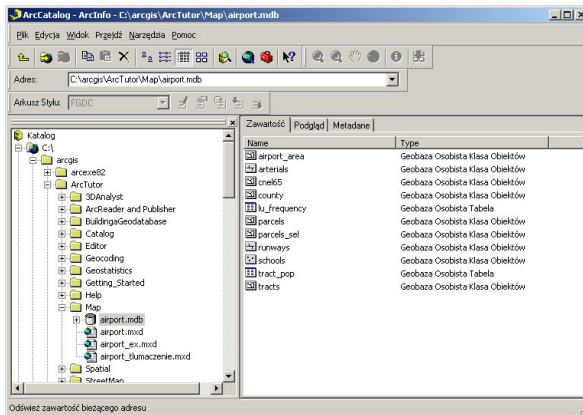 ArcCatalog - ArcInfo - C:\arcgis\ArcTutor\Map\airport.mdb
Plik Edycja Widok Przejdź Narzędzia Pomoc
Adres: C:\arcgis\ArcTutor\Map\airport.mdb
Arkusz Stylu: FGDC
Katalog
C:\
arcgis
arcexe82
ArcTutor
3DAnalyst
ArcReader and Publisher
BuildingaGeodatabase
Catalog
Editor
Geocoding
Geostatistics
Getting_Started
Help
Map
airport.mdb
airport.mxd
airport_ex.mxd
airport_tlumaczenie.mxd
Spatial
StreetMap
Zawartość Podgląd Metadane
Name Type
airport_area Geobaza Osobista Klasa Obiektów
arterials Geobaza Osobista Klasa Obiektów
cnel65 Geobaza Osobista Klasa Obiektów
county Geobaza Osobista Klasa Obiektów
lu_frequency Geobaza Osobista Tabela
parcels Geobaza Osobista Klasa Obiektów
parcels_sel Geobaza Osobista Klasa Obiektów
runways Geobaza Osobista Klasa Obiektów
schools Geobaza Osobista Klasa Obiektów
tract_pop Geobaza Osobista Tabela
tracts Geobaza Osobista Klasa Obiektów
Odśwież zawartość bieżącego adresu